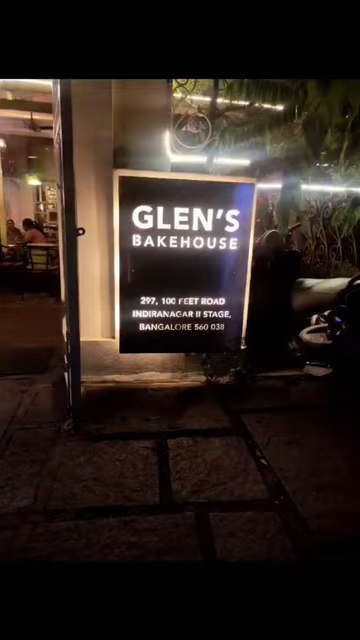 GLEN'S
BAKEHOUSE
297, 100 FEET ROAD
INDIRANAGAR II STAGE,
BANGALORE 560 038